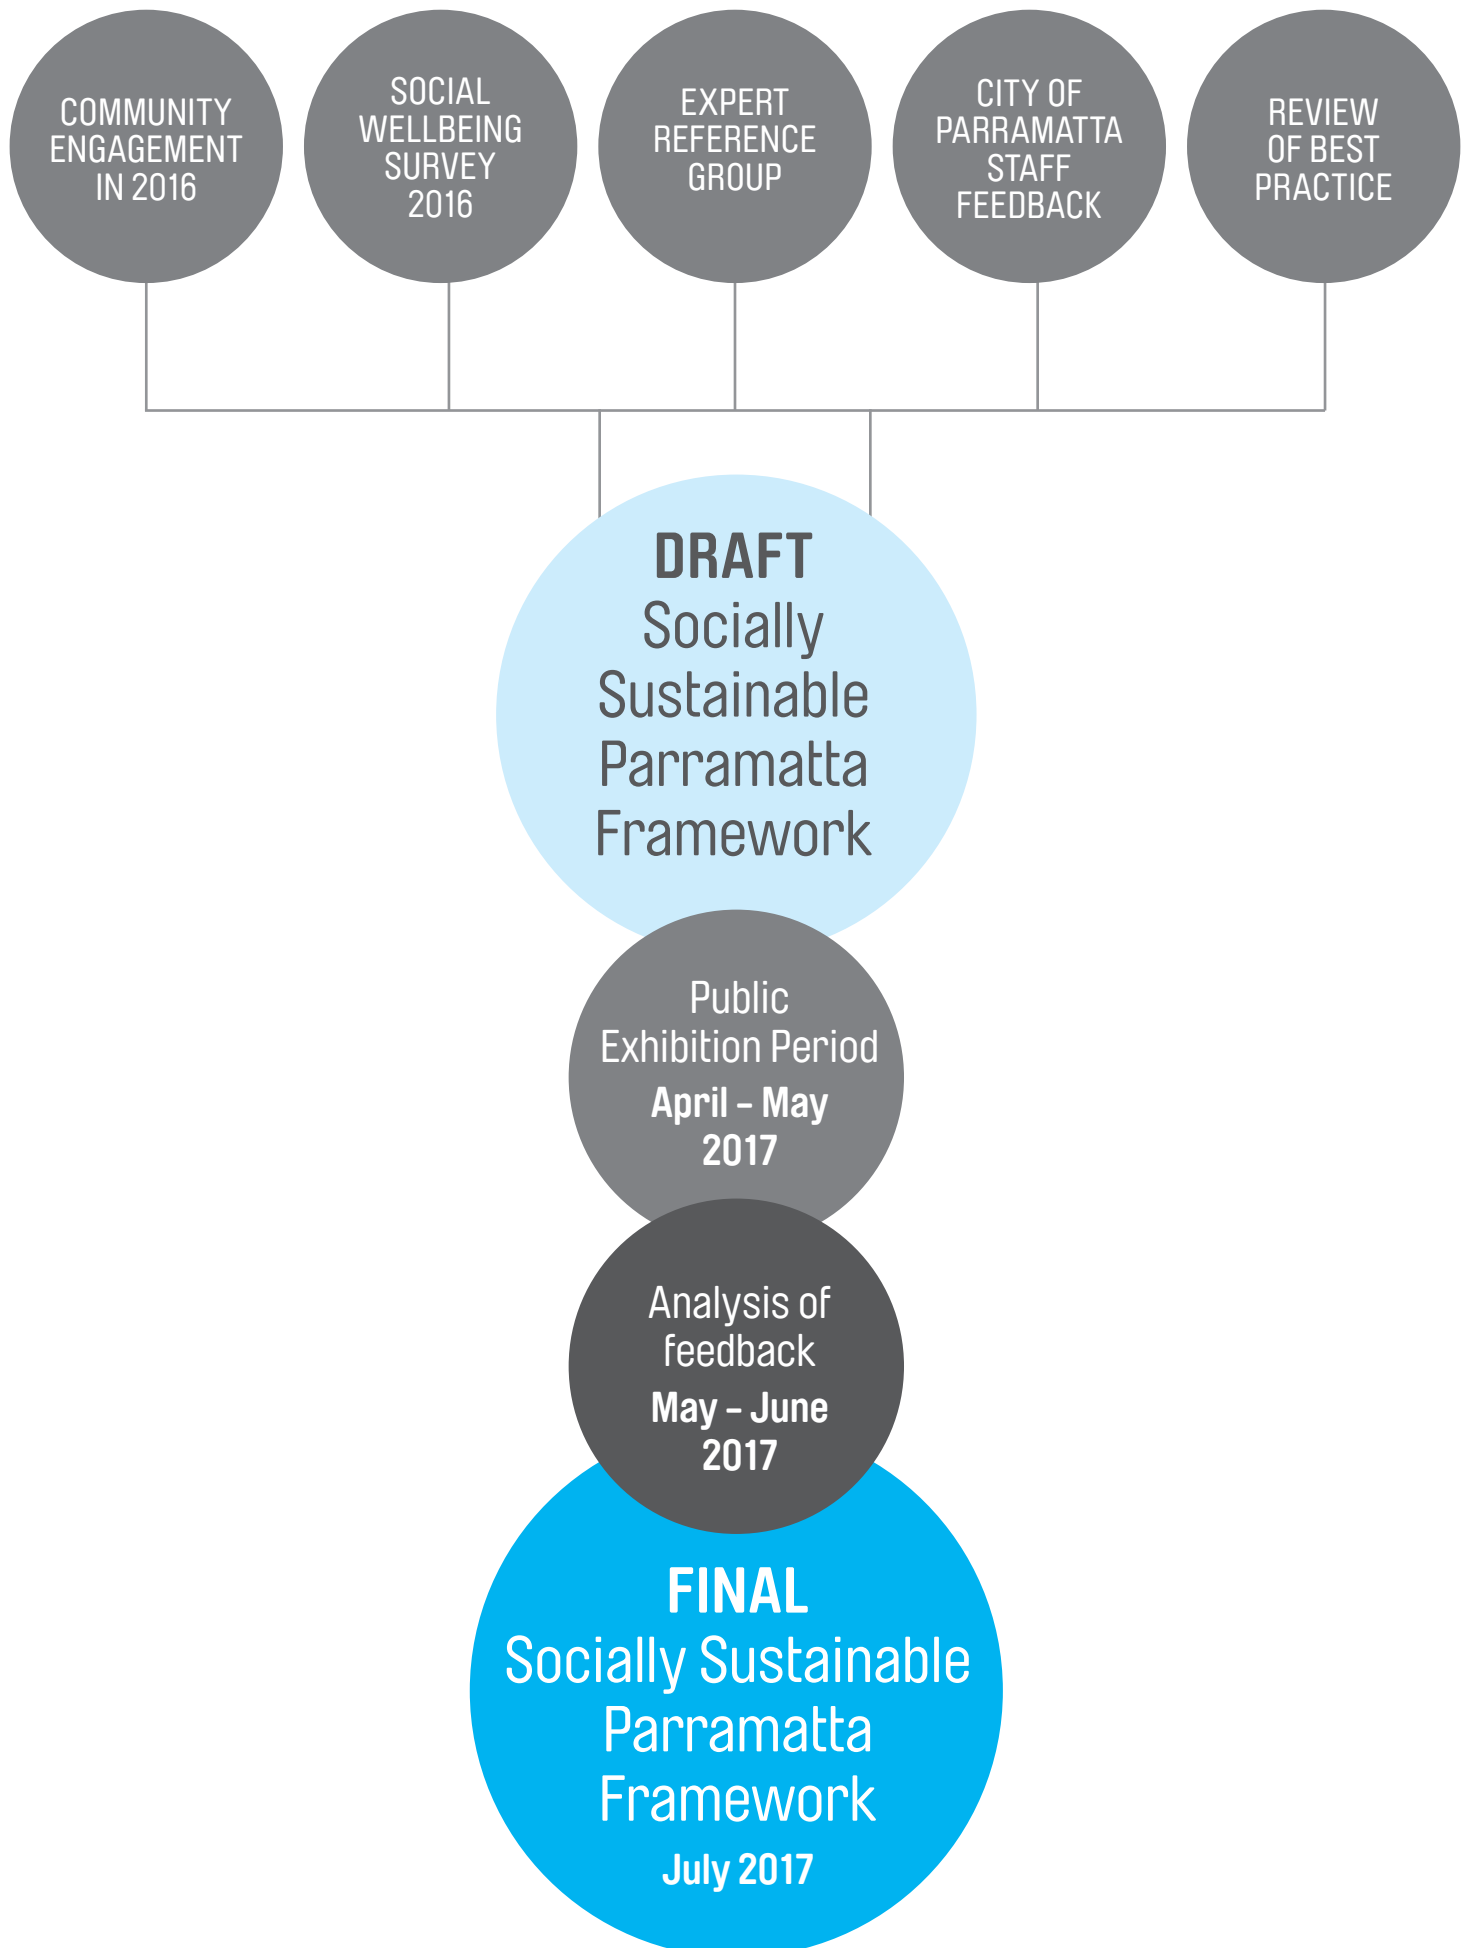 COMMUNITY
ENGAGEMENT
IN 2016
SOCIAL
WELLBEING
SURVEY
2016
EXPERT
REFERENCE
GROUP
CITY OF
PARRAMATTA
STAFF
FEEDBACK
REVIEW
OF BEST
PRACTICE
DRAFT
Socially
Sustainable
Parramatta
Framework
Public
Exhibition Period
April – May
2017
Analysis of
feedback
May – June
2017
FINAL
Socially Sustainable
Parramatta
Framework
July 2017